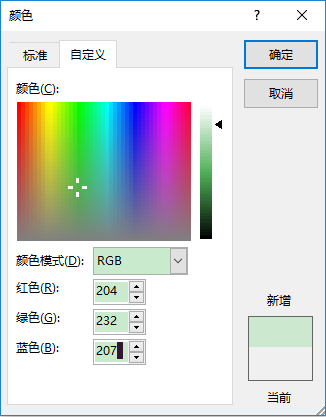 颜色
?
标准 自定义
确定
取消
颜色(C):
颜色模式(D): RGB
红色(R): 204
绿色(G): 232
蓝色(B): 207
新增
当前